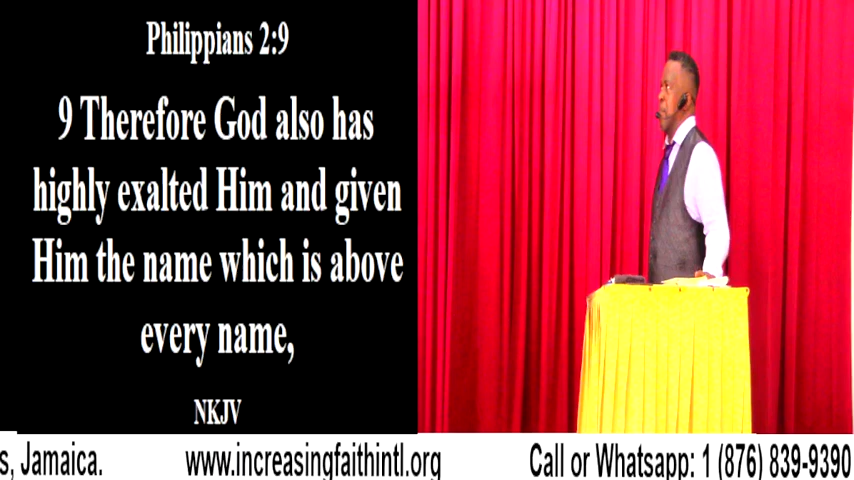 Philippians 2:9
9 Therefore God also has
highly exalted Him and given
Him the name which is above
every name,
NKJV
s, Jamaica. www.increasingfaithintl.org Call or Whatsapp: 1 (876) 839-9390